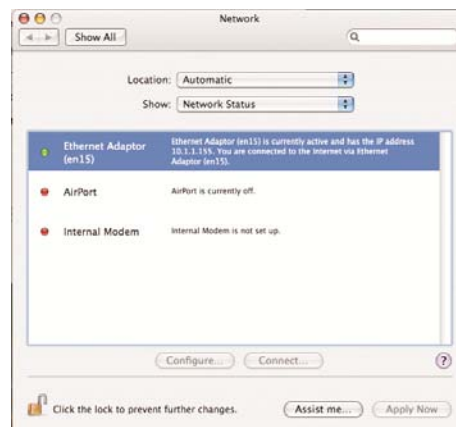 Network
Show All
Location: Automatic
Show: Network Status
Ethernet Adaptor
(en15)
Ethernet Adaptor (en15) is currently active and has the IP address
10.1.1.155. You are connected to the Internet via Ethernet
Adaptor (en15).
AirPort
AirPort is currently off.
Internal Modem
Internal Modem is not set up.
Configure...
Connect...
?
Click the lock to prevent further changes.
Assist me...
Apply Now